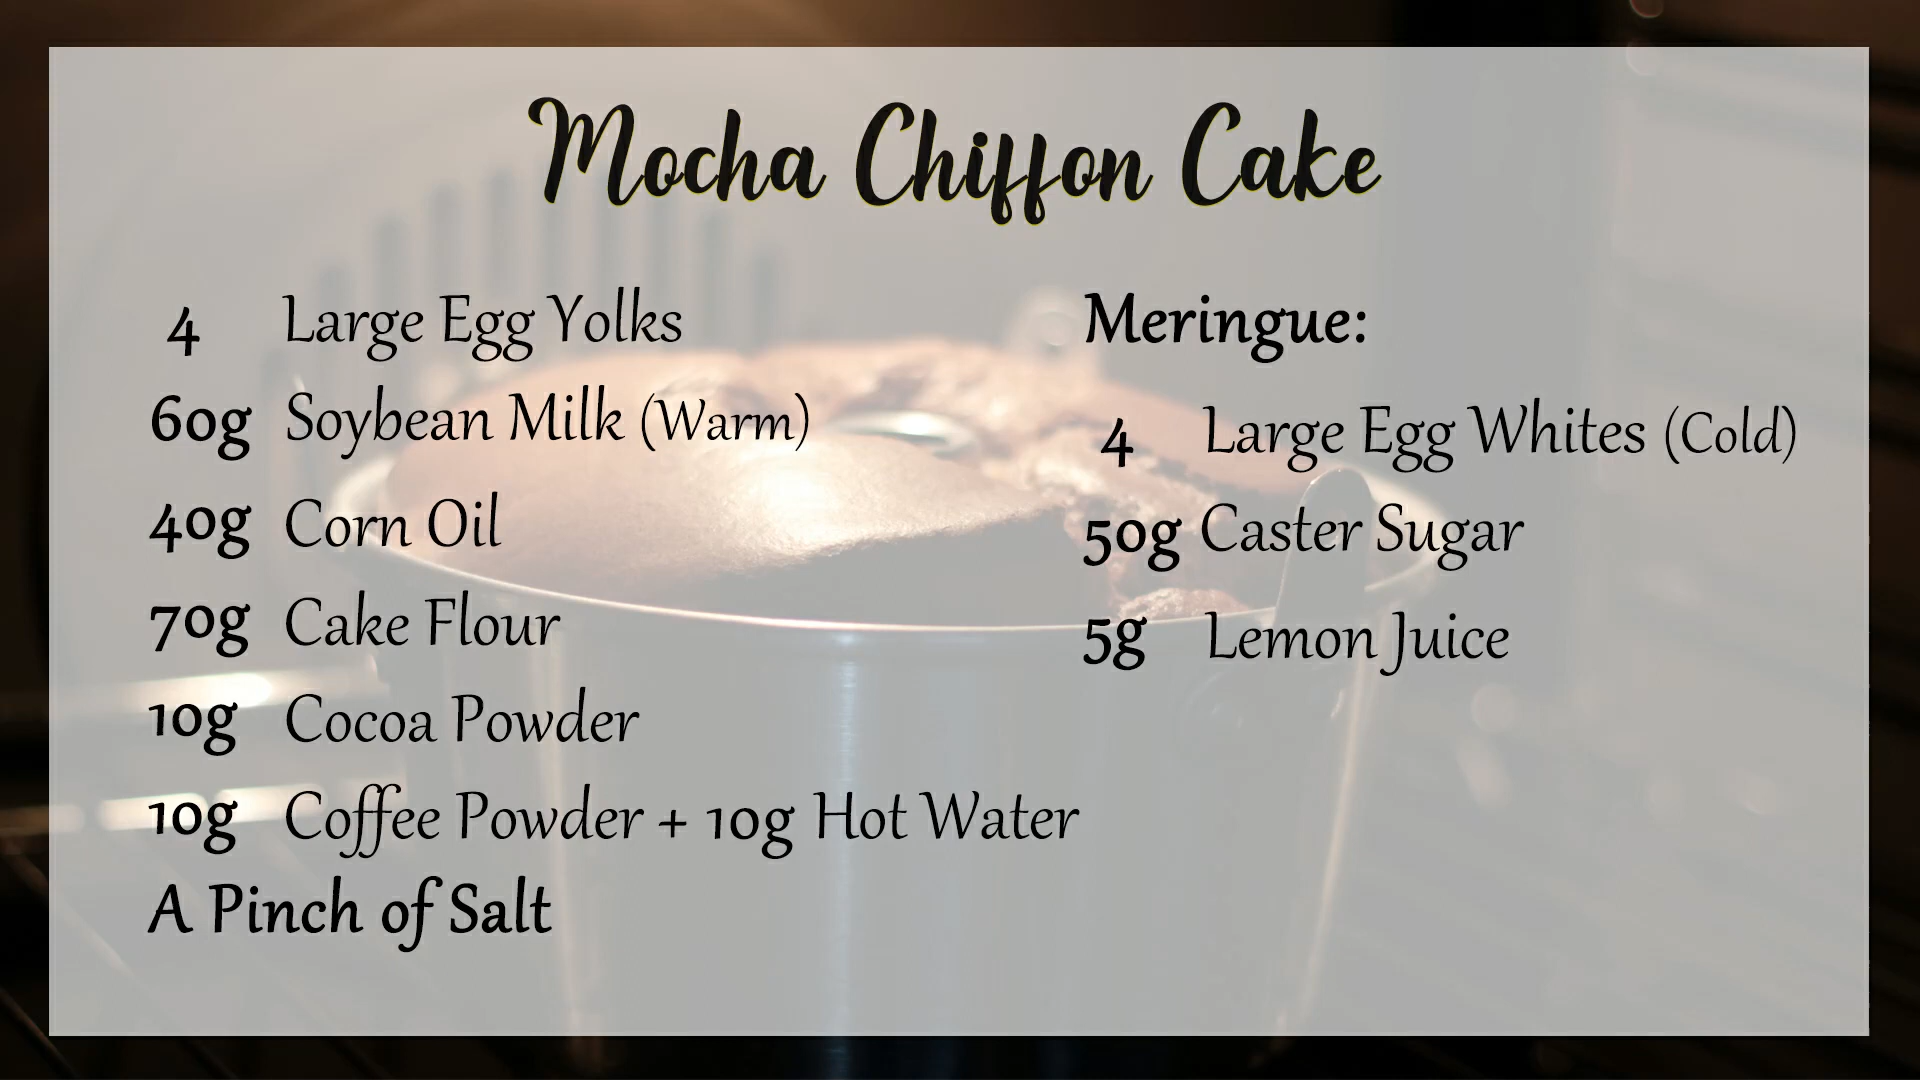 Mocha Chiffon Cake
4 Large Egg Yolks
60g Soybean Milk (Warm)
40g Corn Oil
70g Cake Flour
10g Cocoa Powder
10g Coffee Powder + 10g Hot Water
A Pinch of Salt
Meringue:
4 Large Egg Whites (Cold)
50g Caster Sugar
5g Lemon Juice